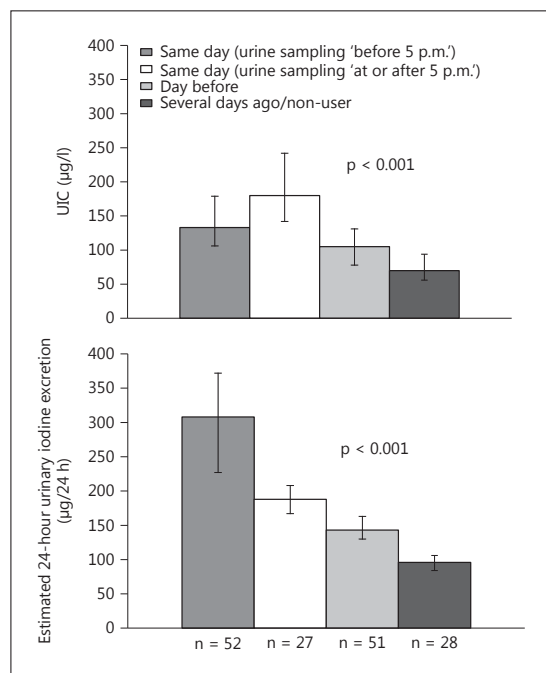 400
350
300
250
200
150
100
50
0
UIC (µg/l)
Same day (urine sampling ‘before 5 p.m.’)
Same day (urine sampling ‘at or after 5 p.m.’)
Day before
Several days ago/non-user
p < 0.001
400
350
300
250
200
150
100
50
0
Estimated 24-hour urinary iodine excretion
(µg/24 h)
p < 0.001
n = 52
n = 27
n = 51
n = 28